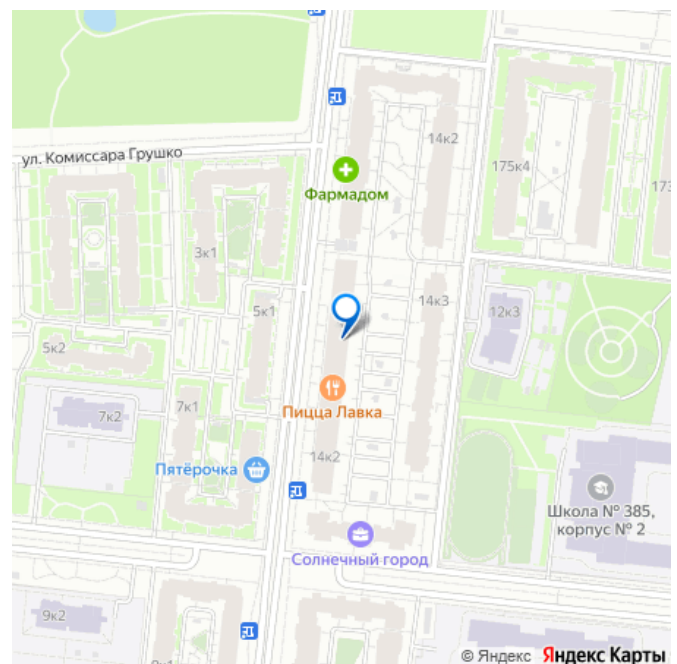 14к2
ул. Комиссара Грушко
175к4
Фармадом
173
3к1
14к3
5к1
12к3
5к2
7к1
7к2
Пицца Лавка
14к2
Пятёрочка
Школа № 385,
корпус № 2
Солнечный город
9к2
© Яндекс Яндекс Карты